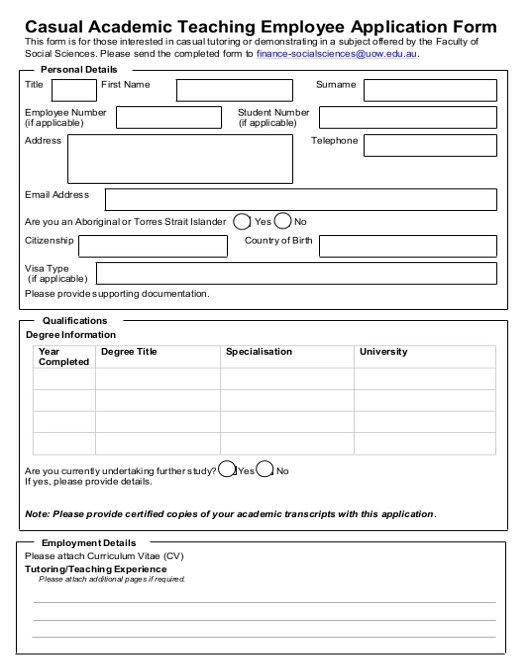 Casual Academic Teaching Employee Application Form
This form is for those interested in casual tutoring or demonstrating in a subject offered by the Faculty of
Social Sciences. Please send the completed form to finance-socialsciences@uow.edu.au.
Personal Details
Title First Name Surname
Employee Number Student Number
(if applicable) (if applicable)
Address Telephone
Email Address
Are you an Aboriginal or Torres Strait Islander Yes No
Citizenship Country of Birth
Visa Type
(if applicable)
Please provide supporting documentation.
Qualifications
Degree Information
Year Degree Title Specialisation University
Completed
Are you currently undertaking further study? Yes No
If yes, please provide details.
Note: Please provide certified copies of your academic transcripts with this application.
Employment Details
Please attach Curriculum Vitae (CV)
Tutoring/Teaching Experience
Please attach additional pages if required.